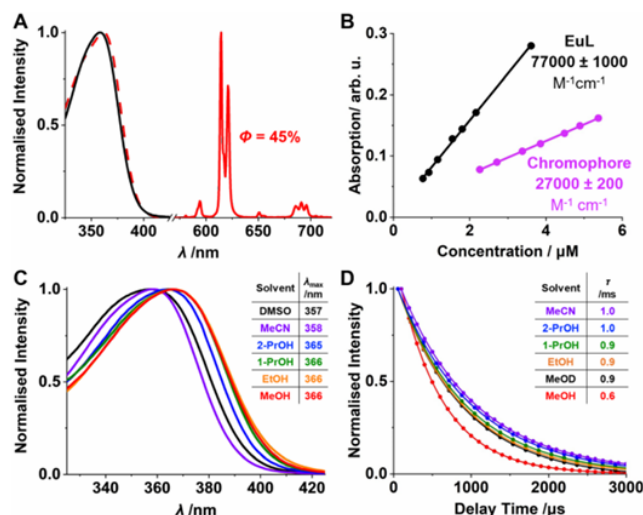 A
Normalised Intensity
1.0
0.5
0.0
Φ = 45%
350 400 600 650 700
λ /nm
B
Absorption/ arb. u.
0.3
0.2
0.1
0.0
EuL
77000 ± 1000
M-1cm-1
Chromophore
27000 ± 200
M-1 cm-1
0 2 4 6
Concentration / µM
C
Normalised Intensity
1.0
0.5
0.0
Solvent λmax /nm
DMSO 357
MeCN 358
2-PrOH 365
1-PrOH 366
EtOH 366
MeOH 366
340 360 380 400 420
λ /nm
D
Normalised Intensity
1.0
0.5
0.0
Solvent τ /ms
MeCN 1.0
2-PrOH 1.0
1-PrOH 0.9
EtOH 0.9
MeOD 0.9
MeOH 0.6
0 1000 2000 3000
Delay Time /µs